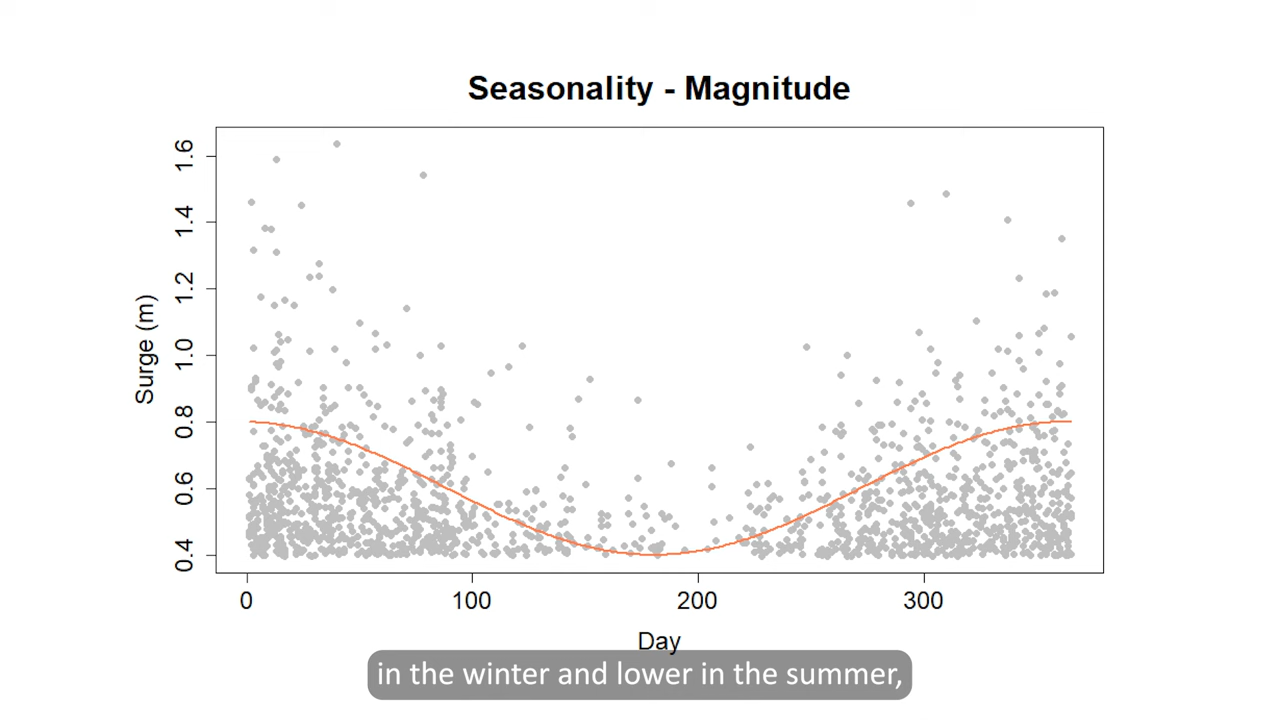 Seasonality - Magnitude
Surge (m)
1.6
1.4
1.2
1.0
0.8
0.6
0.4
0 100 200 300
Day
in the winter and lower in the summer,